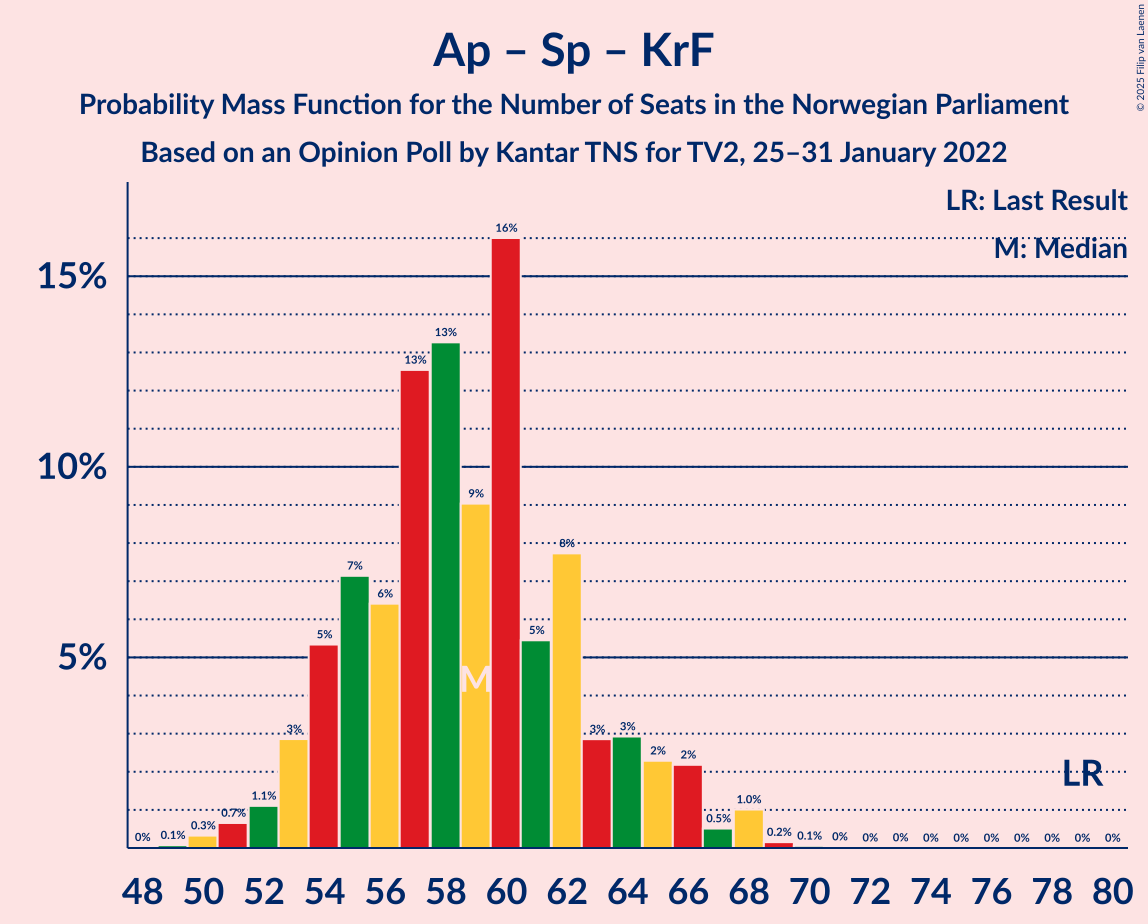 Ap – Sp – KrF
Probability Mass Function for the Number of Seats in the Norwegian Parliament
Based on an Opinion Poll by Kantar TNS for TV2, 25–31 January 2022
© 2025 Filip van Laenen
LR: Last Result
M: Median
15%
10%
5%
0% 0.1% 0.3% 0.7% 1.1% 3% 5% 7% 6% 13% 13% 9% 16% 5% 8% 3% 3% 2% 2% 0.5% 1.0% 0.2% 0.1% 0% 0% 0% 0% 0% 0% 0% 0% 0% 0%
M
LR
48 50 52 54 56 58 60 62 64 66 68 70 72 74 76 78 80